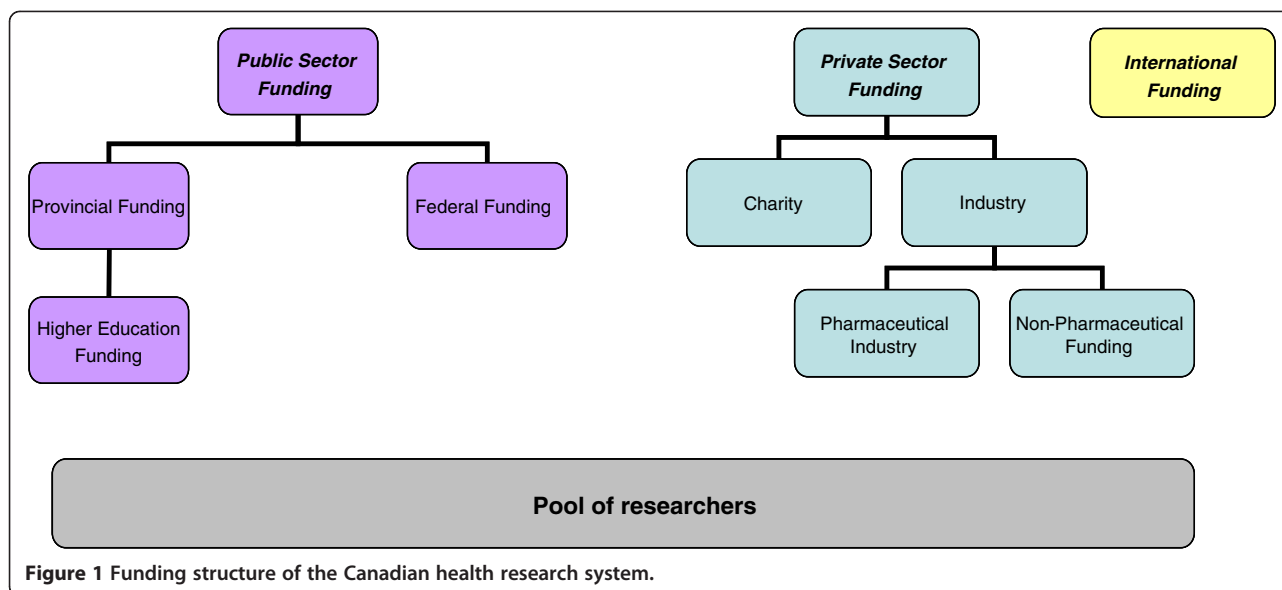 Public Sector
Funding
Private Sector
Funding
International
Funding
Provincial Funding
Federal Funding
Charity
Industry
Higher Education
Funding
Pharmaceutical
Industry
Non-Pharmaceutical
Funding
Pool of researchers
Figure 1 Funding structure of the Canadian health research system.